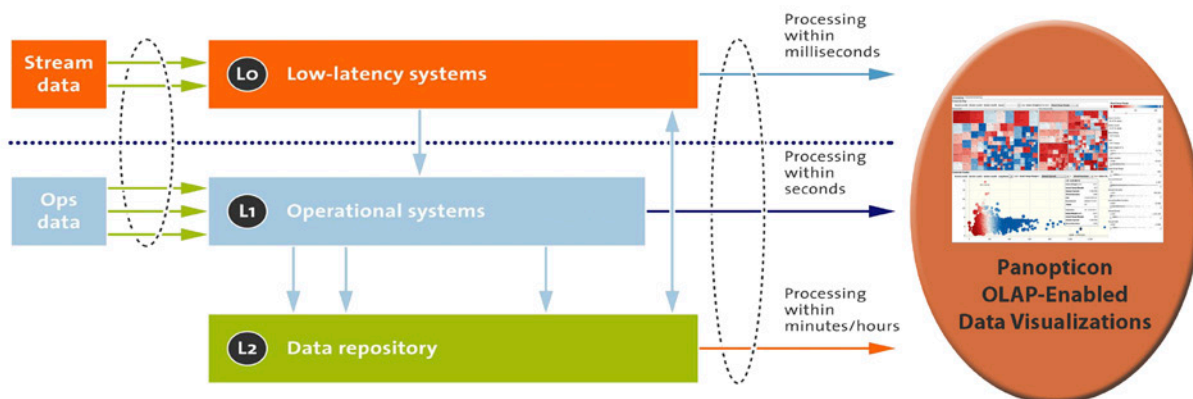 Stream
data
L0
Low-latency systems
Processing
within
milliseconds
Ops
data
L1
Operational systems
Processing
within
seconds
L2
Data repository
Processing
within
minutes/hours
Panopticon
OLAP-Enabled
Data Visualizations